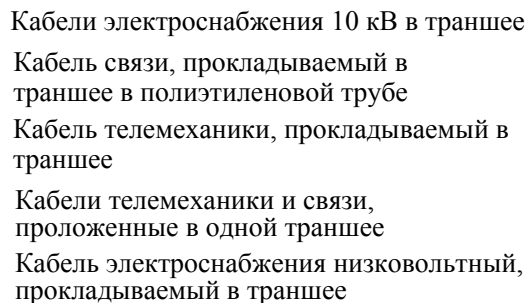 Кабели электроснабжения 10 кВ в траншее
Кабель связи, прокладываемый в
траншее в полиэтиленовой трубе
Кабель телемеханики, прокладываемый в
траншее
Кабели телемеханики и связи,
проложенные в одной траншее
Кабель электроснабжения низковольтный,
прокладываемый в траншее